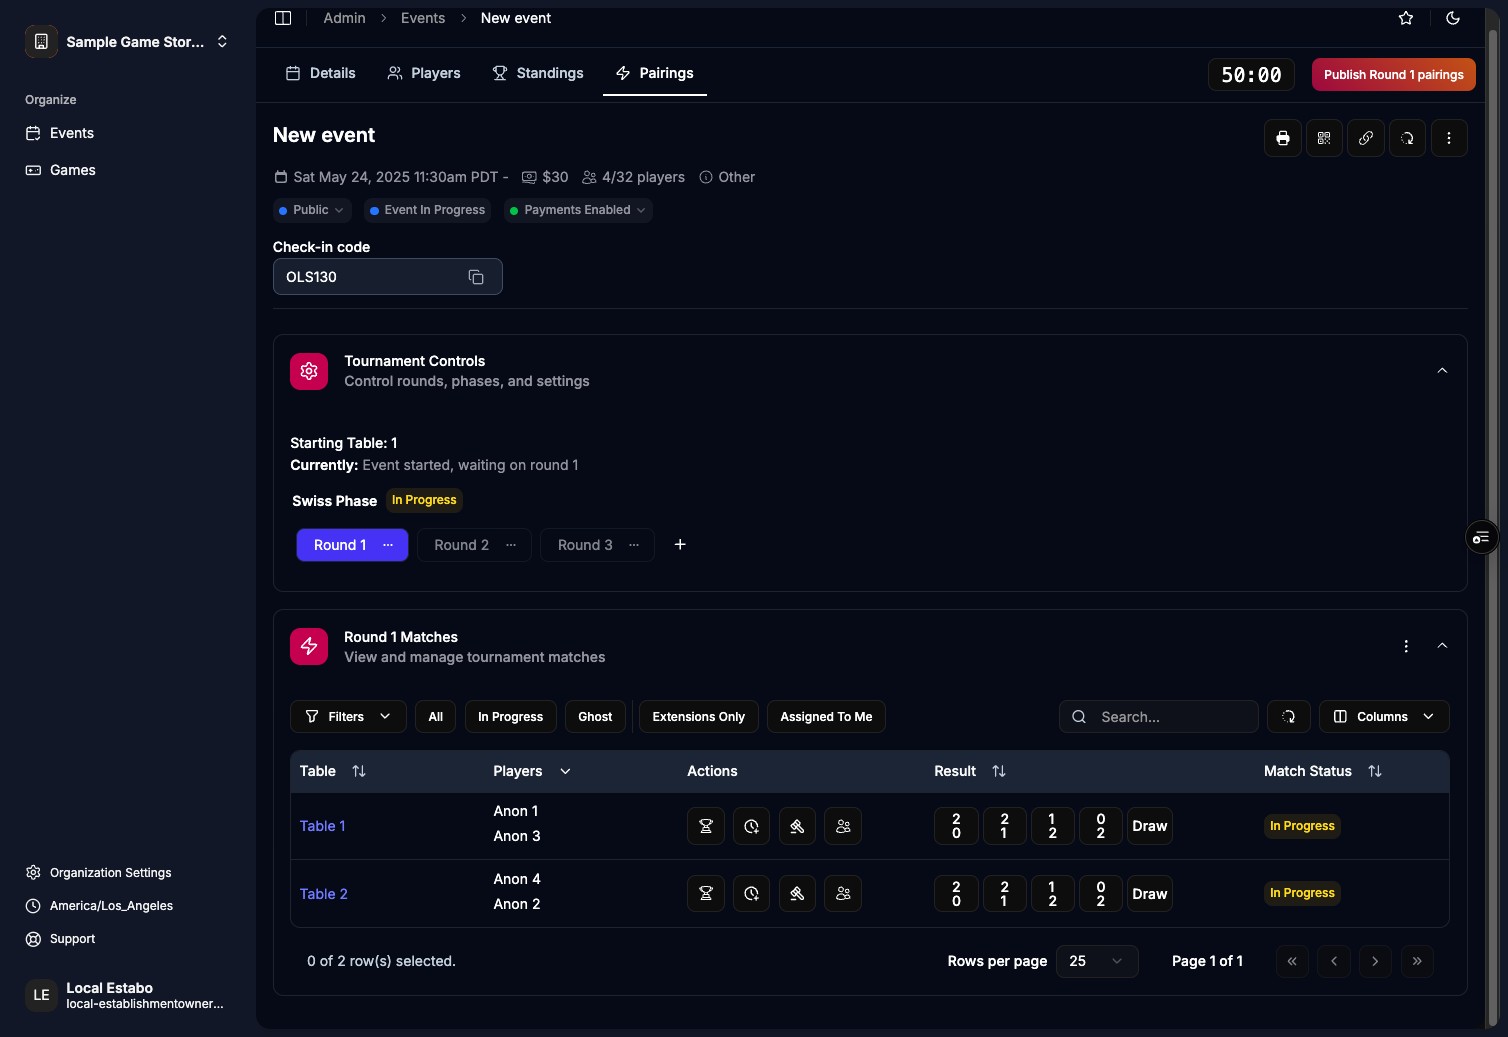 Sample Game Stor...
Admin > Events > New event
Organize
Events
Games
Details
Players
Standings
Pairings
50:00
Publish Round 1 pairings
New event
Sat May 24, 2025 11:30am PDT - $30 4/32 players Other
Public
Event In Progress
Payments Enabled
Check-in code
OLS130
Tournament Controls
Control rounds, phases, and settings
Starting Table: 1
Currently: Event started, waiting on round 1
Swiss Phase In Progress
Round 1 ··· Round 2 ··· Round 3 ··· +
Round 1 Matches
View and manage tournament matches
Filters All In Progress Ghost Extensions Only Assigned To Me Search... Columns
Table Players Actions Result Match Status
Table 1
Anon 1
Anon 3
2 2 1 0
0 1 2 2
Draw
In Progress
Table 2
Anon 4
Anon 2
2 2 1 0
0 1 2 2
Draw
In Progress
0 of 2 row(s) selected.
Rows per page 25 Page 1 of 1 « ‹ › »
Organization Settings
America/Los_Angeles
Support
LE
Local Estabo
local-establishmentowner...